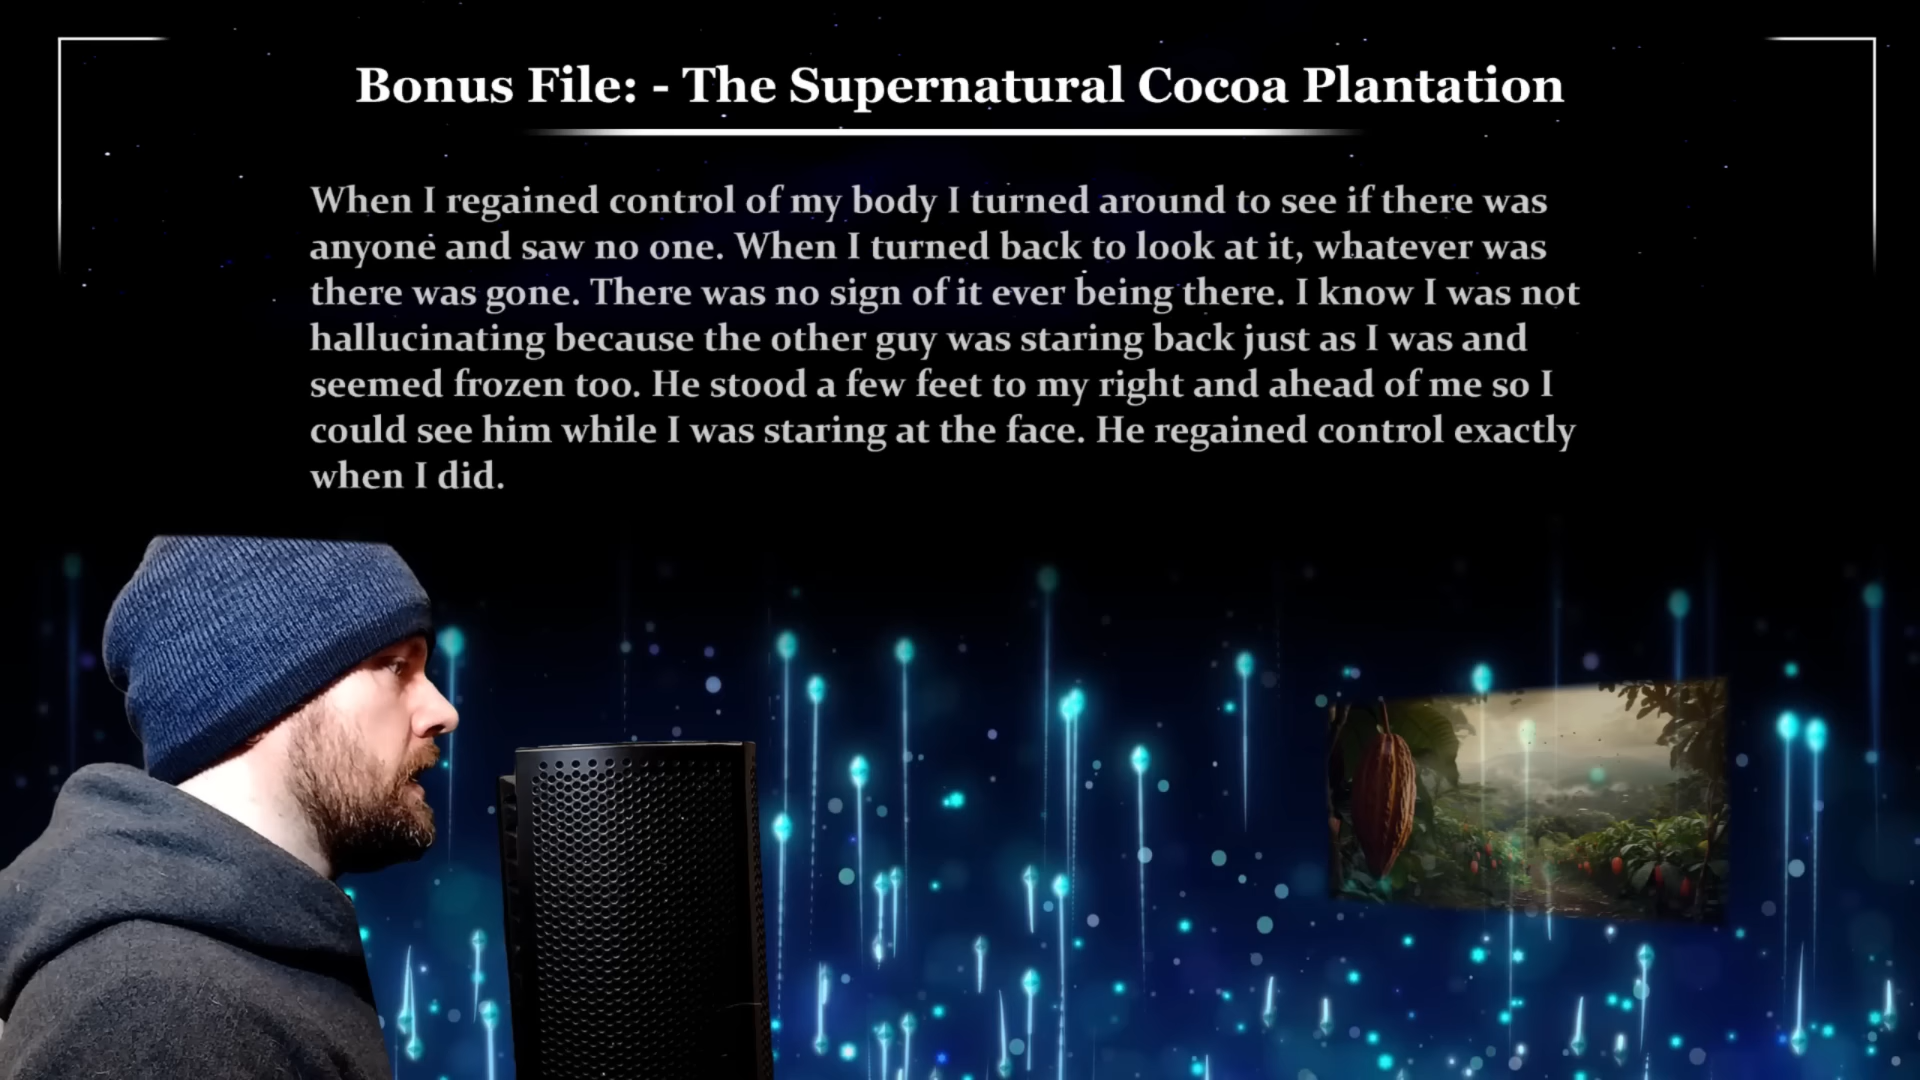 Bonus File: - The Supernatural Cocoa Plantation
When I regained control of my body I turned around to see if there was
anyone and saw no one. When I turned back to look at it, whatever was
there was gone. There was no sign of it ever being there. I know I was not
hallucinating because the other guy was staring back just as I was and
seemed frozen too. He stood a few feet to my right and ahead of me so I
could see him while I was staring at the face. He regained control exactly
when I did.